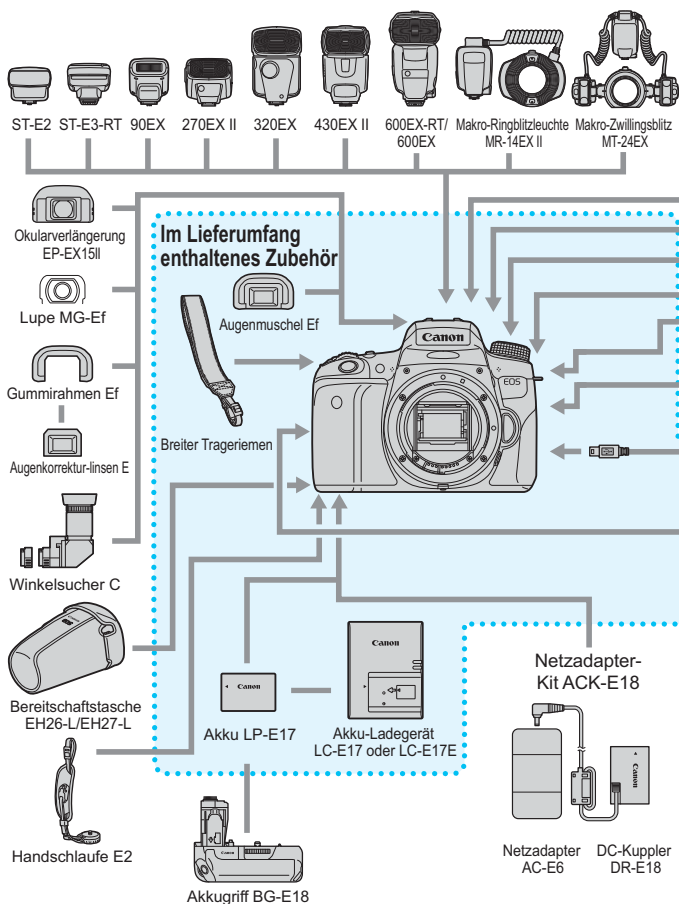 ST-E2
ST-E3-RT
90EX
270EX II
320EX
430EX II
600EX-RT/
600EX
Makro-Ringblitzleuchte
MR-14EX II
Makro-Zwillingsblitz
MT-24EX
Okularverlängerung
EP-EX15II
Lupe MG-Ef
Gummirahmen Ef
Augenkorrektur-linsen E
Winkelsucher C
Bereitschaftstasche
EH26-L/EH27-L
Handschlaufe E2
Im Lieferumfang
enthaltenes Zubehör
Augenmuschel Ef
Breiter Trageriemen
Canon
EOS
Canon
Akku LP-E17
Canon
Akku-Ladegerät
LC-E17 oder LC-E17E
Canon
Akkugriff BG-E18
Netzadapter-
Kit ACK-E18
Canon
Netzadapter
AC-E6
DC-Kuppler
DR-E18